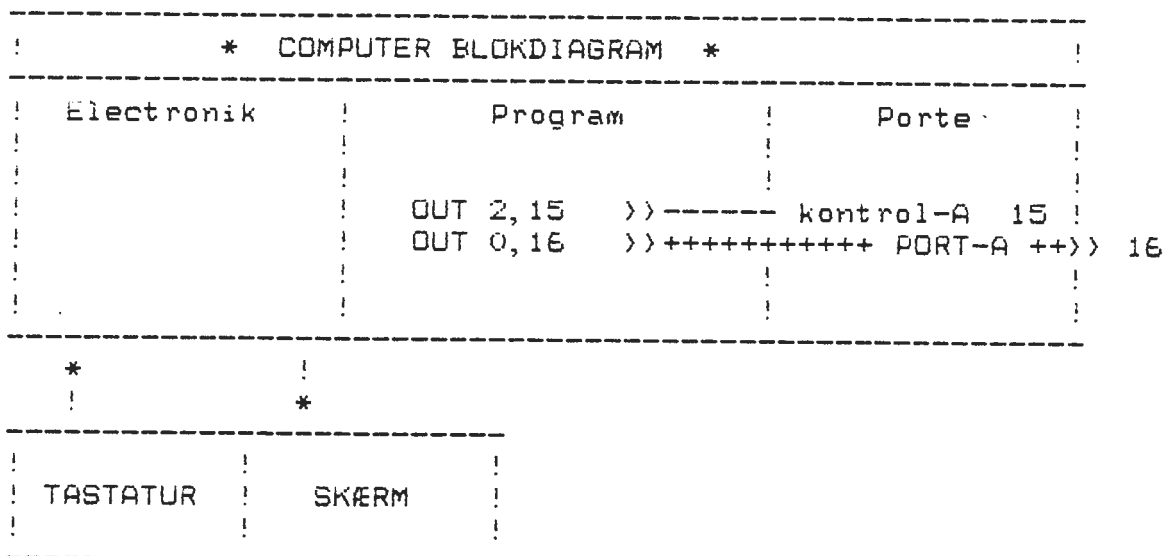 * COMPUTER BLOKDIAGRAM *
Electronik Program Porte
OUT 2,15 >>------ kontrol-A 15
OUT 0,16 >>+++++++++++ PORT-A ++>> 16
* !
! *
TASTATUR SKÆRM